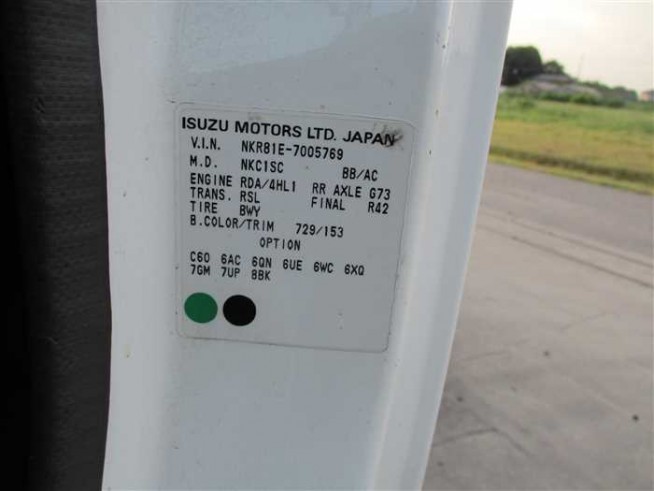 ISUZU MOTORS LTD. JAPAN
V.I.N. NKR81E-7005769
M.D. NKC1SC BB/AC
ENGINE RDA/4HL1 RR AXLE G73
TRANS. RSL FINAL R42
TIRE BWY
B.COLOR/TRIM 729/153
OPTION
C60 6AC 6QN 6UE 6WC 6XQ
7GM 7UP 8BK